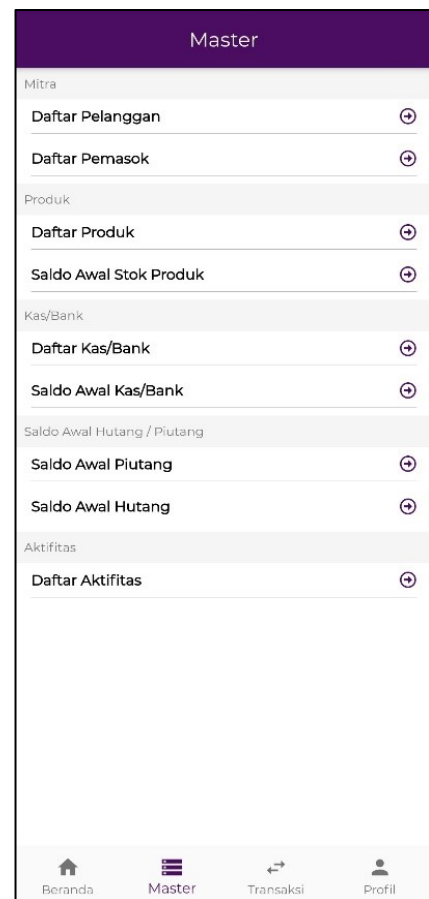 Master
Mitra
Daftar Pelanggan
Daftar Pemasok
Produk
Daftar Produk
Saldo Awal Stok Produk
Kas/Bank
Daftar Kas/Bank
Saldo Awal Kas/Bank
Saldo Awal Hutang / Piutang
Saldo Awal Piutang
Saldo Awal Hutang
Aktifitas
Daftar Aktifitas
Beranda Master Transaksi Profil